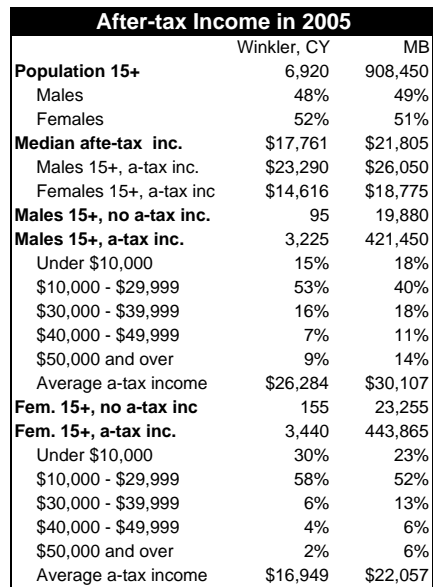 After-tax Income in 2005
Winkler, CY MB
Population 15+ 6,920 908,450
Males 48% 49%
Females 52% 51%
Median afte-tax inc. $17,761 $21,805
Males 15+, a-tax inc. $23,290 $26,050
Females 15+, a-tax inc $14,616 $18,775
Males 15+, no a-tax inc. 95 19,880
Males 15+, a-tax inc. 3,225 421,450
Under $10,000 15% 18%
$10,000 - $29,999 53% 40%
$30,000 - $39,999 16% 18%
$40,000 - $49,999 7% 11%
$50,000 and over 9% 14%
Average a-tax income $26,284 $30,107
Fem. 15+, no a-tax inc 155 23,255
Fem. 15+, a-tax inc. 3,440 443,865
Under $10,000 30% 23%
$10,000 - $29,999 58% 52%
$30,000 - $39,999 6% 13%
$40,000 - $49,999 4% 6%
$50,000 and over 2% 6%
Average a-tax income $16,949 $22,057